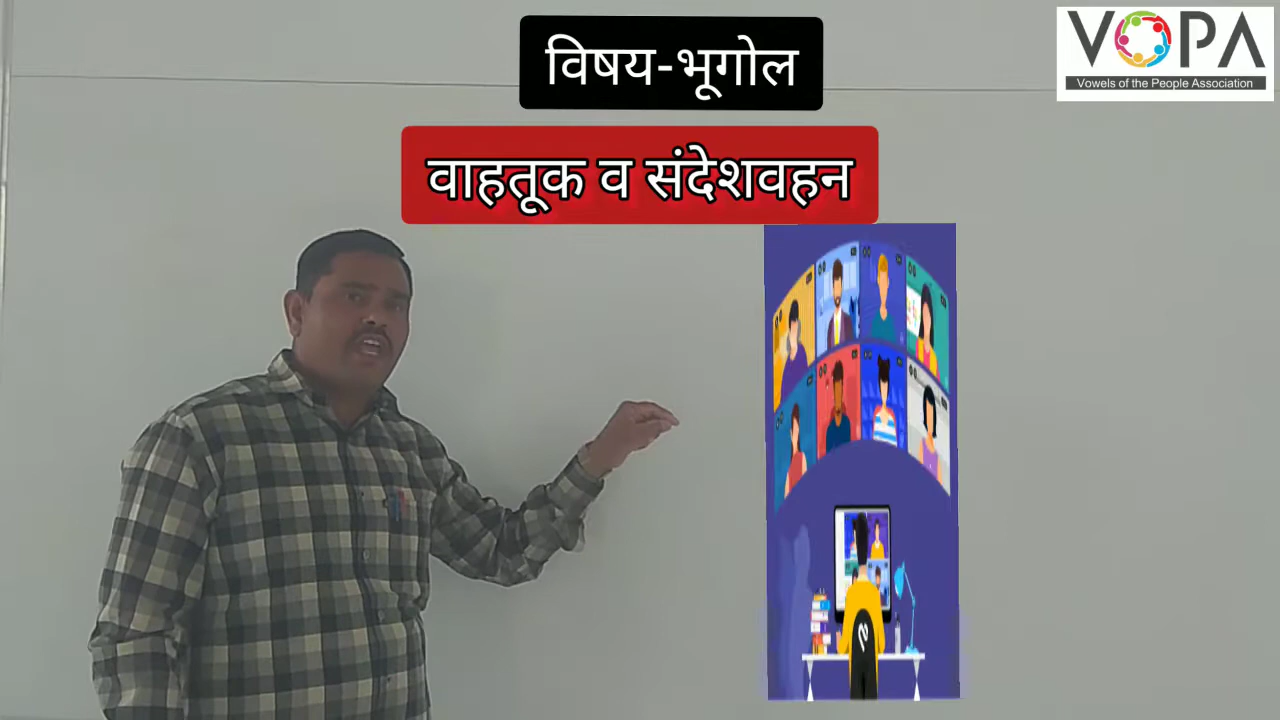 विषय-भूगोल
VOPA
Vowels of the People Association
वाहतूक व संदेशवहन